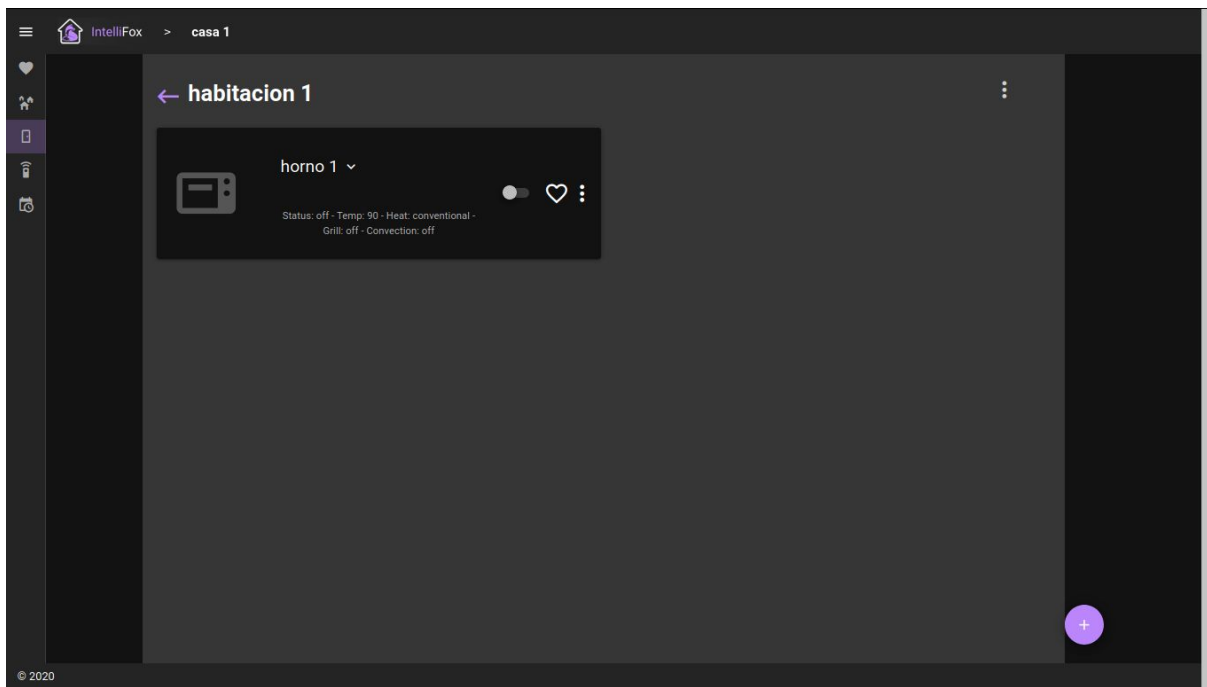 IntelliFox > casa 1
habitacion 1
horno 1
Status: off - Temp: 90 - Heat: conventional -
Grill: off - Convection: off
+
© 2020